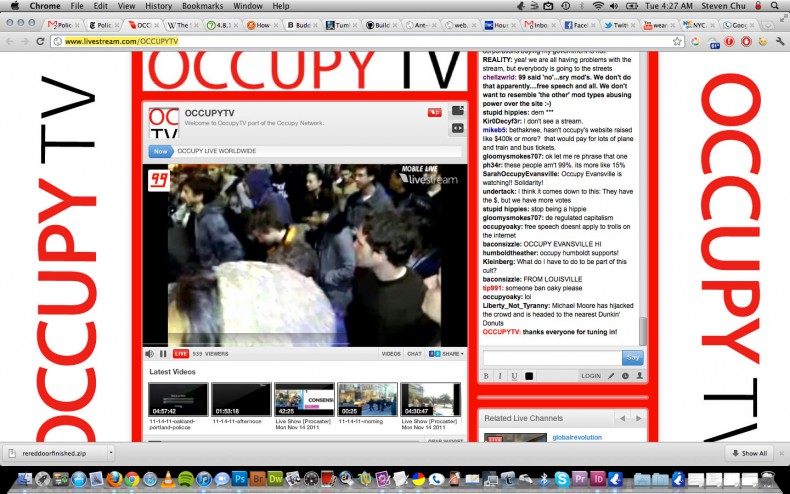 Chrome File Edit View History Bookmarks Window Help
Tue 4:27 AM Steven Chu
www.livestream.com/OCCUPYTV
OCCUPY TV
OCCUPY TV
OCCUPY TV
OCCUPYTV
Welcome to OccupyTV part of the Occupy Network.
Now OCCUPY LIVE WORLDWIDE
99
MOBILE LIVE
livestream
LIVE 939 VIEWERS
VIDEOS CHAT SHARE
Latest Videos
04:57:42
01:53:18
42:25
00:25
04:30:47
11-14-11-oakland-portland-policce
11-14-11-afternoon
Live Show [Procaster] Mon Nov 14 2011
11-14-11-morning
Live Show [Procaster] Mon Nov 14 2011
REALITY: yea! we are all having problems with the
stream, but everybody is going to the streets
chellzwrld: 99 said 'no'...sry mod's. We don't do
that apparently....free speech and all. We don't
want to resemble 'the other' mod types abusing
power over the site :-)
stupid hippies: dem ***
Kir0Decyf3r: I don't see a stream.
mikeb5: bethaknee, hasn't occupy's website raised
like $400k or more? that would pay for lots of plane
and train and bus tickets.
gloomysmokes707: ok let me re phrase that one
ph34r: these people arn't 99%. its more like 15%
SarahOccupyEvansville: Occupy Evansville is
watching!! Solidarity!
undertack: I think it comes down to this: They have
the $, but we have more votes
stupid hippies: stop being a hippie
gloomysmokes707: de regulated capitalism
occupyoaky: free speech doesnt apply to trolls on
the internet
baconsizzle: OCCUPY EVANSVILLE HI
humboldtheather: occupy humbolt supports!
Kleinberg: What do I have to do to be part of this
cult?
baconsizzle: FROM LOUISVILLE
tip991: someone ban oaky please
occupyoaky: lol
Liberty_Not_Tyranny: Michael Moore has hijacked
the crowd and is headed to the nearest Dunkin'
Donuts
OCCUPYTV: thanks everyone for tuning in!
Say
B I U LOGIN
Related Live Channels
globalrevolution
rereddoorfinished.zip
Show All